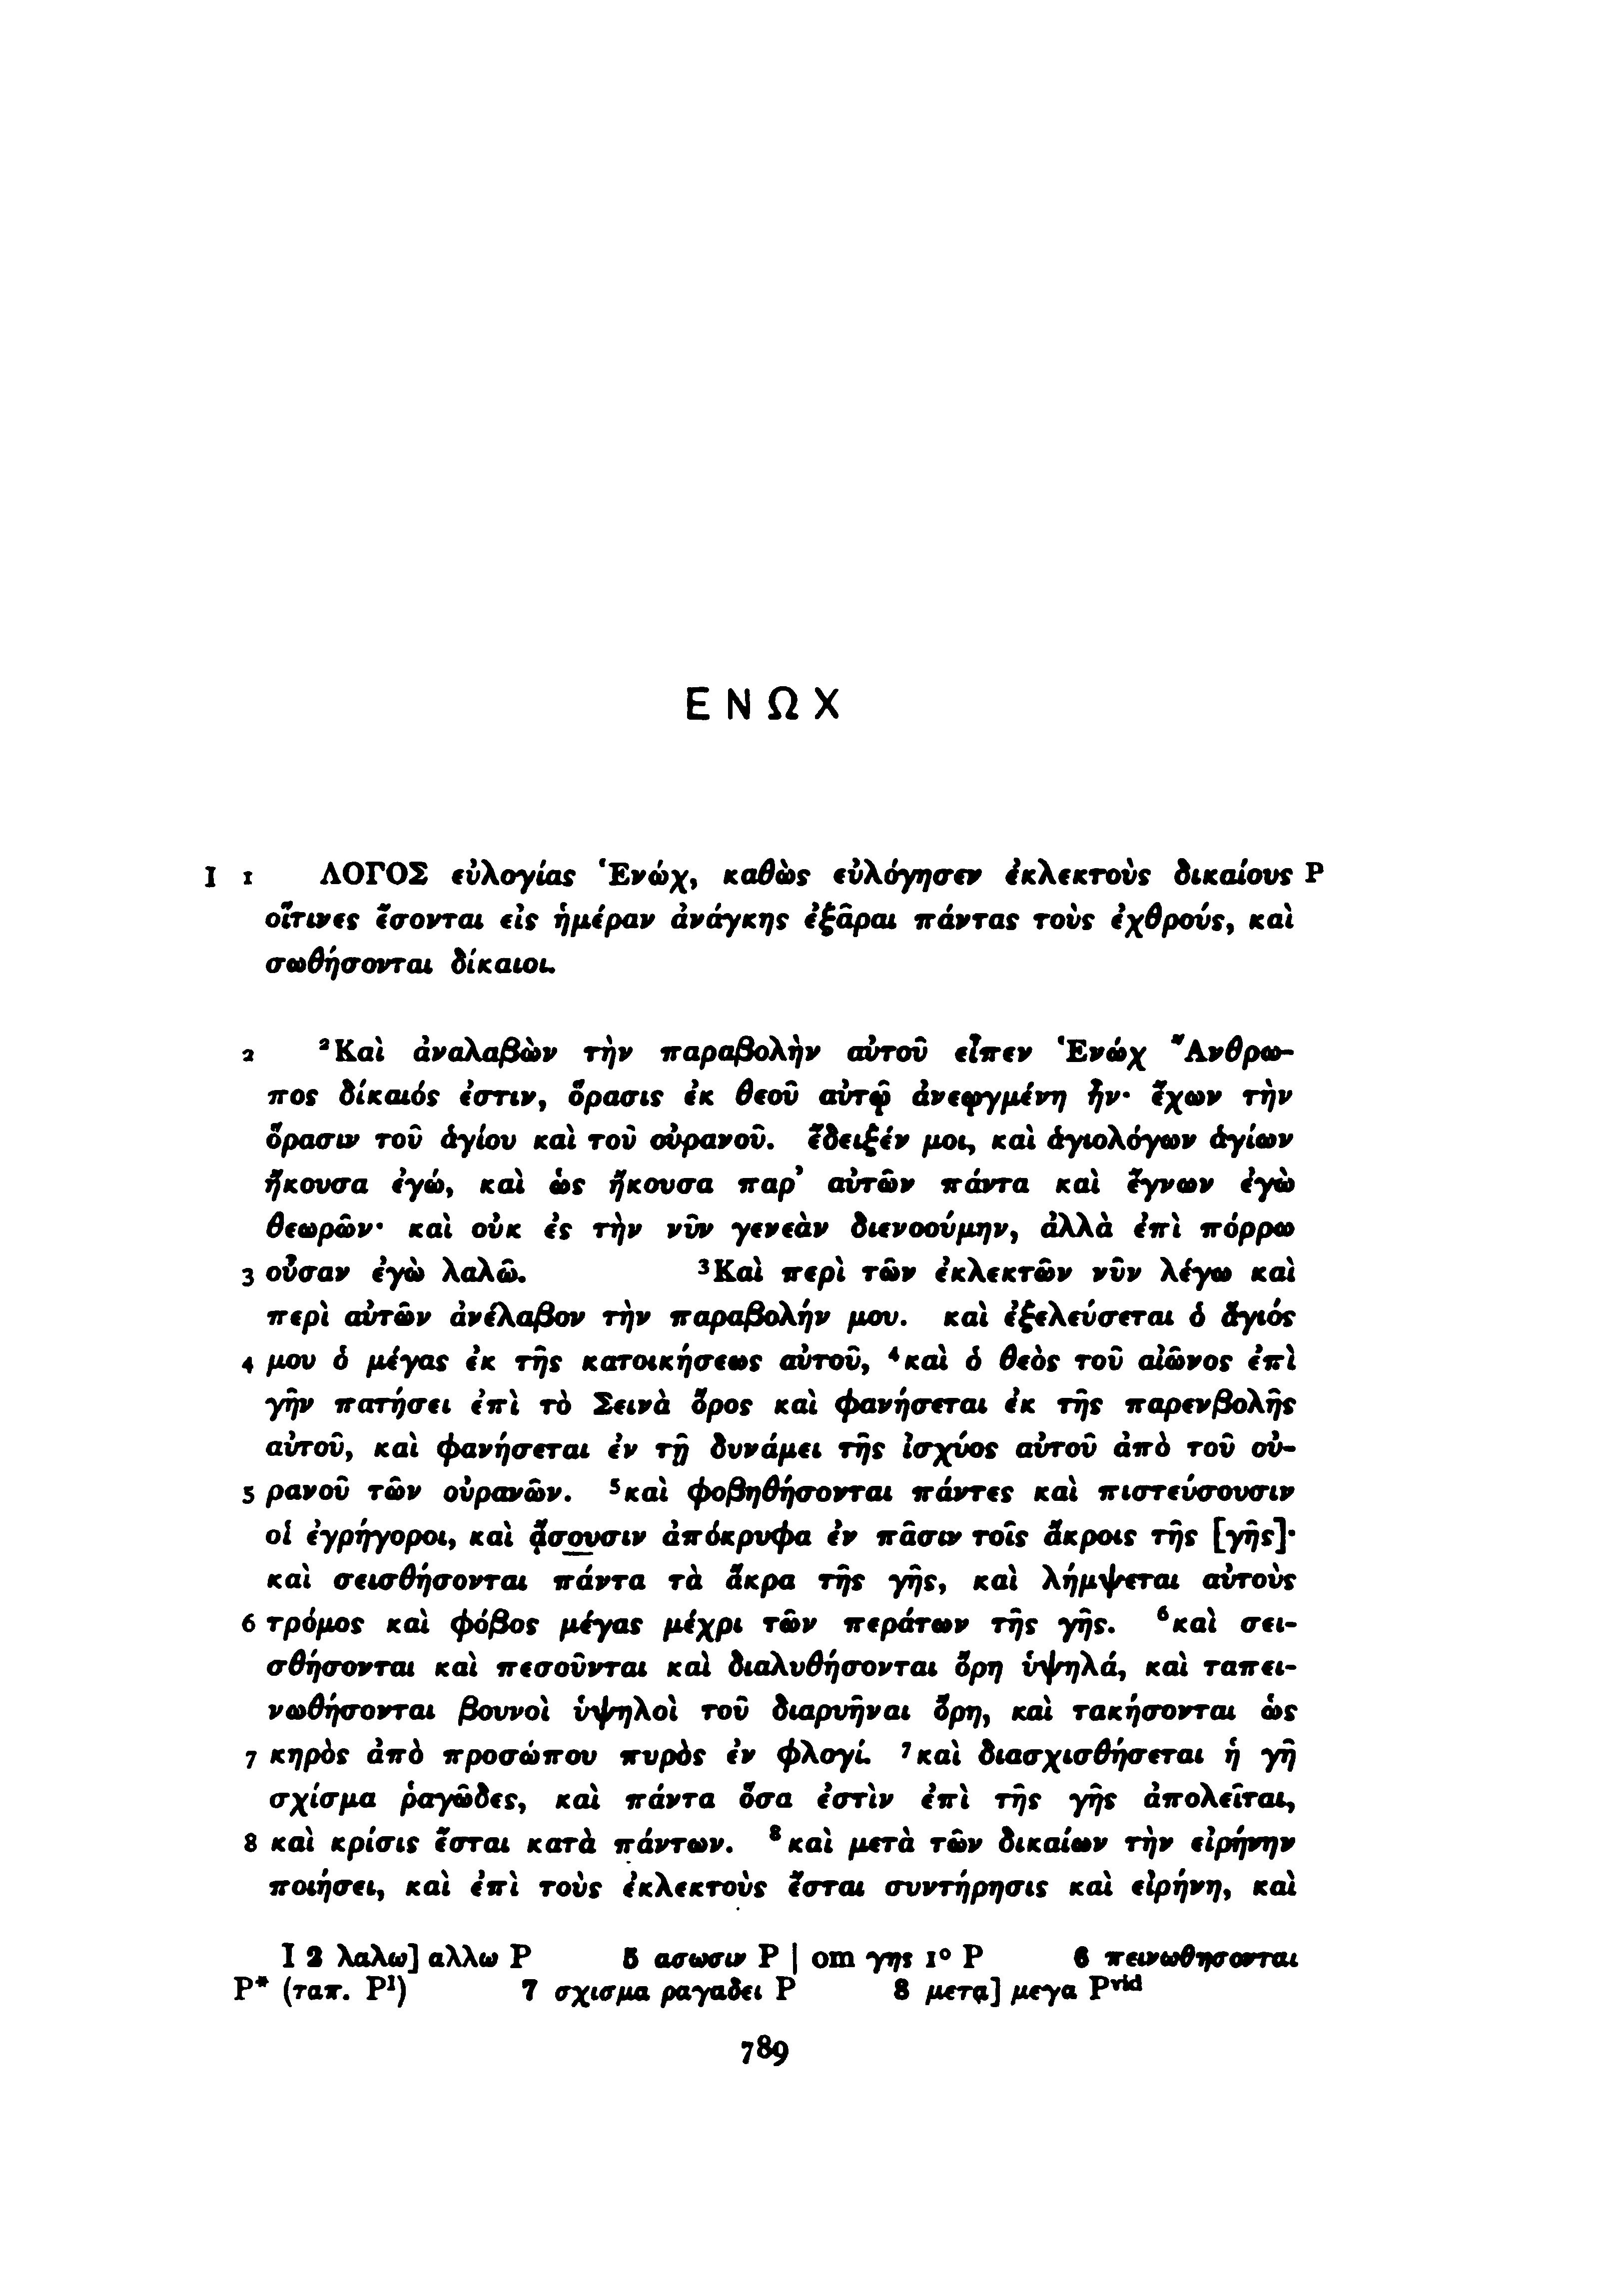 ΕΝΩΧ
I 1 ΛΟΓΟΣ εὐλογίας Ἑνώχ, καθὼς εὐλόγησεν ἐκλεκτοὺς δικαίους P
οἵτινες ἔσονται εἰς ἡμέραν ἀνάγκης ἐξᾶραι πάντας τοὺς ἐχθρούς, καὶ
σωθήσονται δίκαιοι.
2 ²Καὶ ἀναλαβὼν τὴν παραβολὴν αὐτοῦ εἶπεν Ἑνώχ Ἄνθρω-
πος δίκαιός ἐστιν, ὅρασις ἐκ θεοῦ αὐτῷ ἀνεῳγμένη ἦν· ἔχων τὴν
ὅρασιν τοῦ ἁγίου καὶ τοῦ οὐρανοῦ. ἔδειξέν μοι, καὶ ἁγιολόγων ἁγίων
ἤκουσα ἐγώ, καὶ ὡς ἤκουσα παρ’ αὐτῶν πάντα καὶ ἔγνων ἐγὼ
θεωρῶν· καὶ οὐκ ἐς τὴν νῦν γενεὰν διενοούμην, ἀλλὰ ἐπὶ πόρρω
3 οὖσαν ἐγὼ λαλῶ. ³Καὶ περὶ τῶν ἐκλεκτῶν νῦν λέγω καὶ
περὶ αὐτῶν ἀνέλαβον τὴν παραβολήν μου. καὶ ἐξελεύσεται ὁ ἅγιός
4 μου ὁ μέγας ἐκ τῆς κατοικήσεως αὐτοῦ, ⁴καὶ ὁ θεὸς τοῦ αἰῶνος ἐπὶ
γῆν πατήσει ἐπὶ τὸ Σεινὰ ὄρος καὶ φανήσεται ἐκ τῆς παρενβολῆς
αὐτοῦ, καὶ φανήσεται ἐν τῇ δυνάμει τῆς ἰσχύος αὐτοῦ ἀπὸ τοῦ οὐ-
5 ρανοῦ τῶν οὐρανῶν. ⁵καὶ φοβηθήσονται πάντες καὶ πιστεύσουσιν
οἱ ἐγρήγοροι, καὶ ᾄσουσιν ἀπόκρυφα ἐν πᾶσιν τοῖς ἄκροις τῆς [γῆς]·
καὶ σεισθήσονται πάντα τὰ ἄκρα τῆς γῆς, καὶ λήμψεται αὐτοὺς
6 τρόμος καὶ φόβος μέγας μέχρι τῶν περάτων τῆς γῆς. ⁶καὶ σει-
σθήσονται καὶ πεσοῦνται καὶ διαλυθήσονται ὄρη ὑψηλά, καὶ ταπει-
νωθήσονται βουνοὶ ὑψηλοὶ τοῦ διαρυῆναι ὄρη, καὶ τακήσονται ὡς
7 κηρὸς ἀπὸ προσώπου πυρὸς ἐν φλογί. ⁷καὶ διασχισθήσεται ἡ γῆ
σχίσμα ῥαγῶδες, καὶ πάντα ὅσα ἐστὶν ἐπὶ τῆς γῆς ἀπολεῖται,
8 καὶ κρίσις ἔσται κατὰ πάντων. ⁸καὶ μετὰ τῶν δικαίων τὴν εἰρήνην
ποιήσει, καὶ ἐπὶ τοὺς ἐκλεκτοὺς ἔσται συντήρησις καὶ εἰρήνη, καὶ
I 2 λαλω] αλλω P 5 ασωσιν P | om γης 1° P 6 πεινωθησονται
P* (ταπ. P¹) 7 σχισμα ραγαδει P 8 μετα] μεγα Pᵛⁱᵈ
789